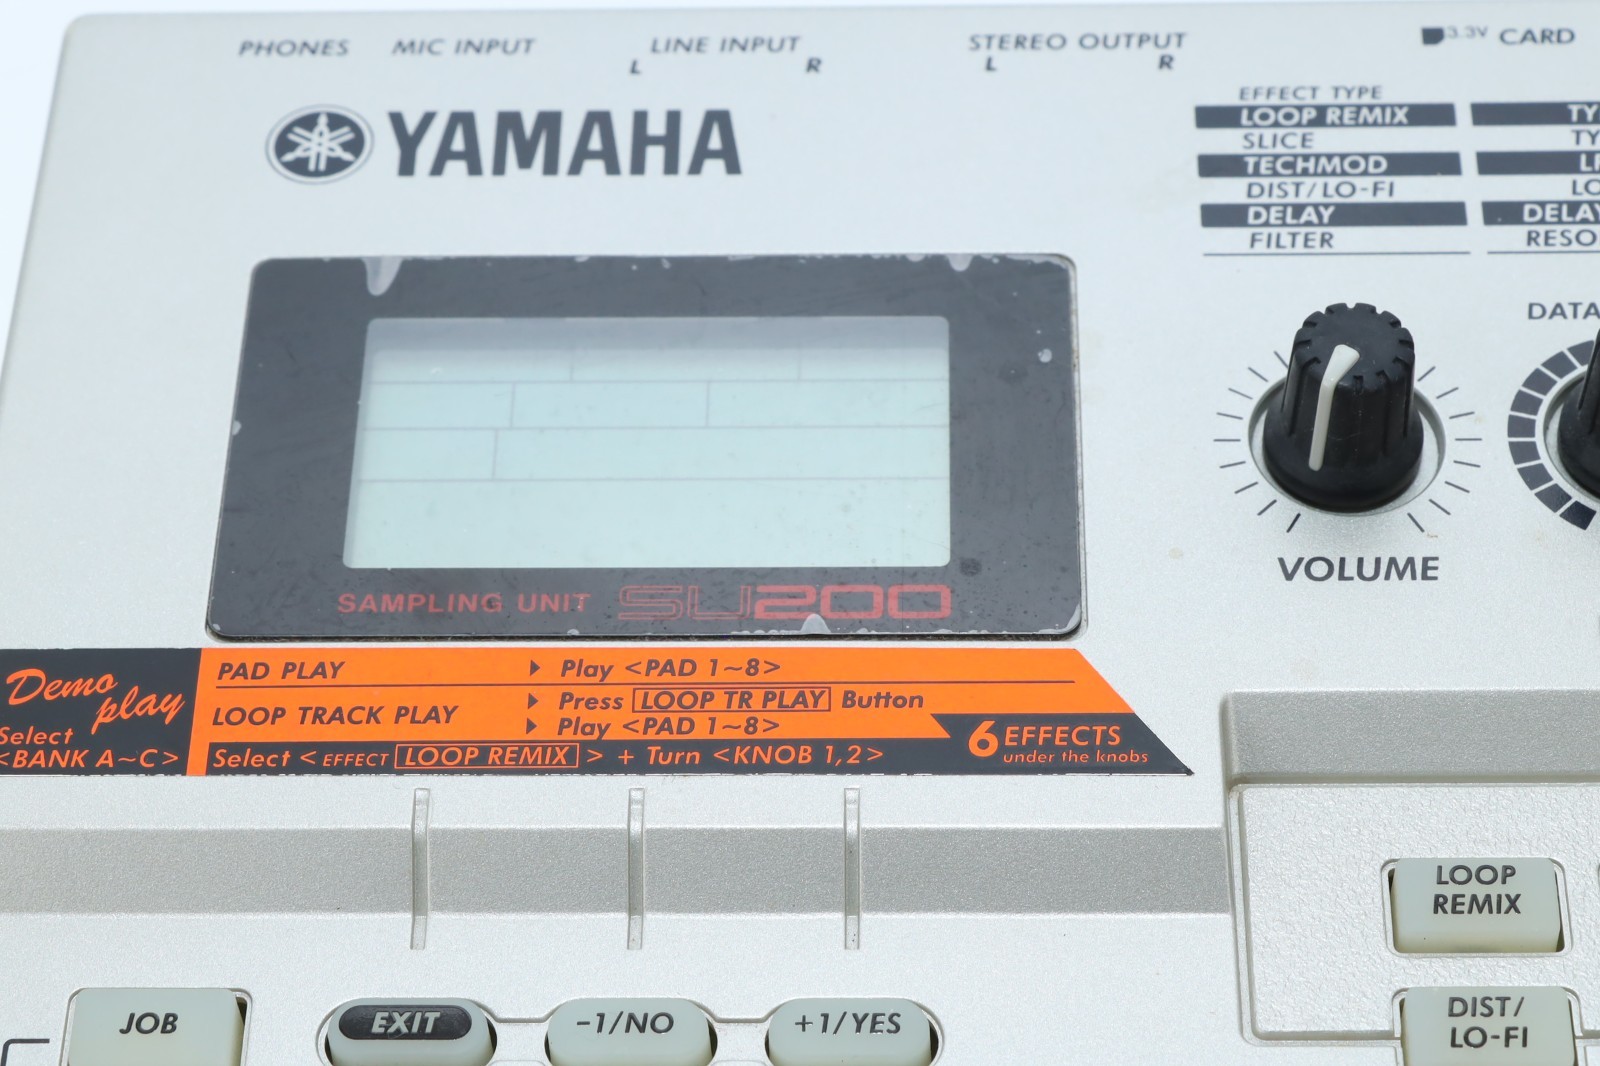 PHONES MIC INPUT LINE INPUT STEREO OUTPUT 3.3V CARD
L R L R
YAMAHA
EFFECT TYPE
LOOP REMIX
SLICE
TECHMOD
DIST/LO-FI
DELAY DELAY
FILTER
DATA
VOLUME
SAMPLING UNIT SU200
Demo play
Select
<BANK A~C>
PAD PLAY ▶ Play <PAD 1~8>
LOOP TRACK PLAY ▶ Press LOOP TR PLAY Button
▶ Play <PAD 1~8>
Select <EFFECT LOOP REMIX> + Turn <KNOB 1,2>
6 EFFECTS
under the knobs
LOOP
REMIX
JOB EXIT -1/NO +1/YES
DIST/
LO-FI